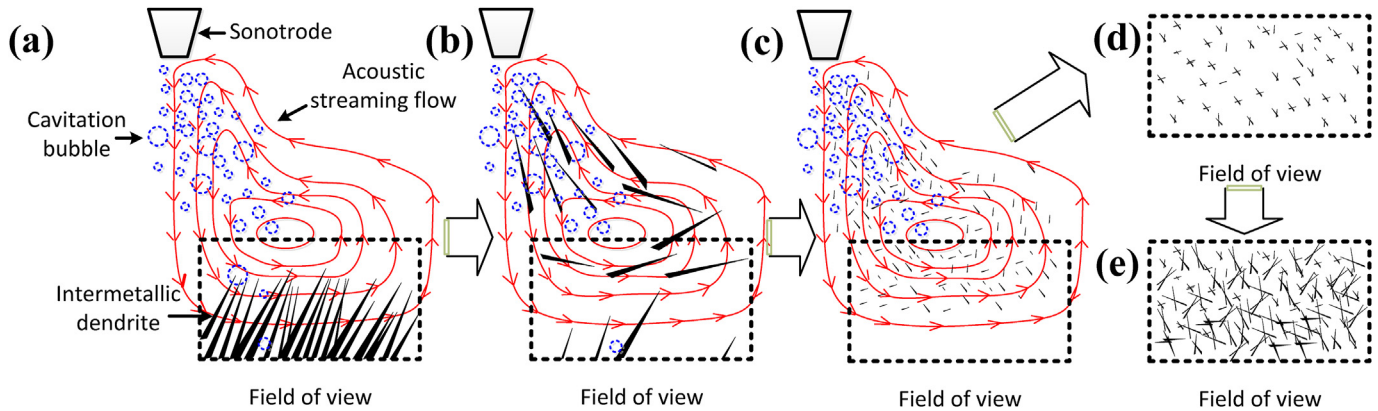 (a)
Sonotrode
Acoustic
streaming flow
Cavitation
bubble
Intermetallic
dendrite
Field of view
(b)
Field of view
(c)
Field of view
(d)
Field of view
(e)
Field of view